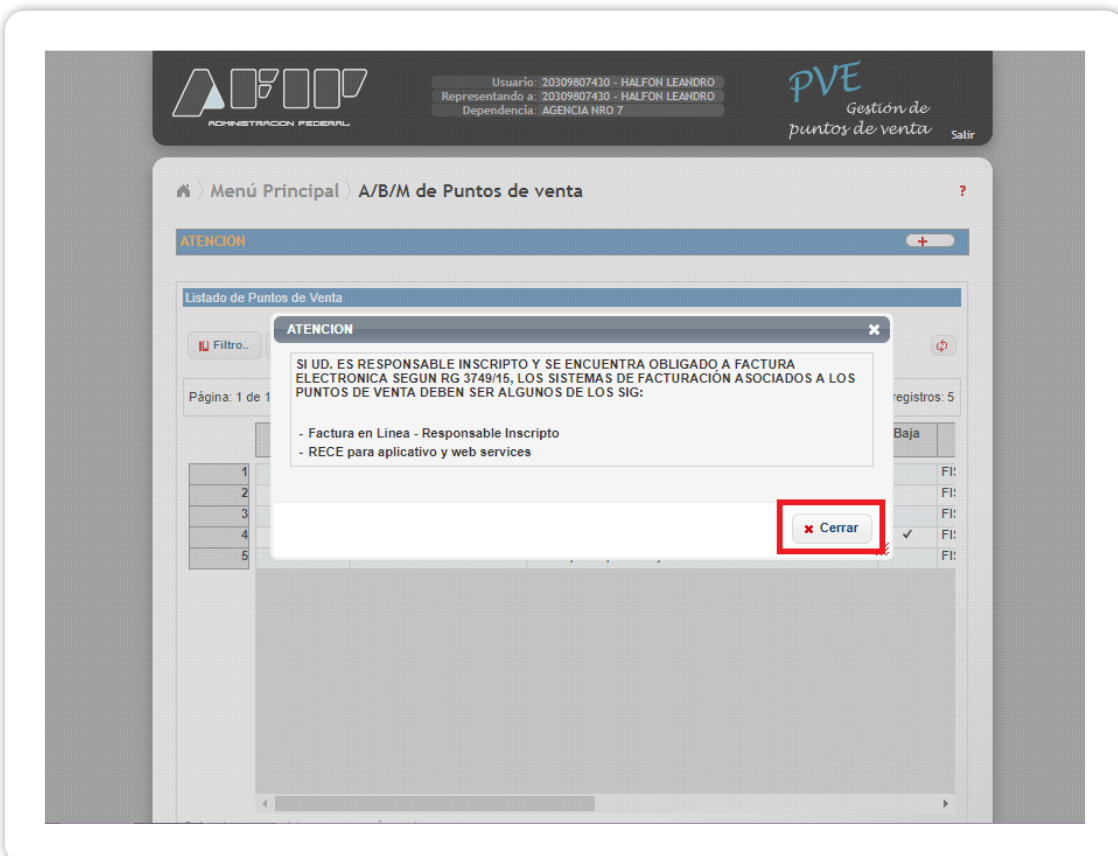 AFIP
ADMINISTRACION FEDERAL
Usuario: 20309807430 - HALFON LEANDRO
Representando a: 20309807430 - HALFON LEANDRO
Dependencia: AGENCIA NRO 7
PVE
Gestión de
puntos de venta
Salir
Menú Principal A/B/M de Puntos de venta
?
ATENCION
+
Listado de Puntos de Venta
Filtro..
ATENCION
SI UD. ES RESPONSABLE INSCRIPTO Y SE ENCUENTRA OBLIGADO A FACTURA
ELECTRONICA SEGUN RG 3749/15, LOS SISTEMAS DE FACTURACIÓN ASOCIADOS A LOS
PUNTOS DE VENTA DEBEN SER ALGUNOS DE LOS SIG:
- Factura en Linea - Responsable Inscripto
- RECE para aplicativo y web services
Cerrar
Página: 1 de 1
registros: 5
Baja
1
2
3
4
5